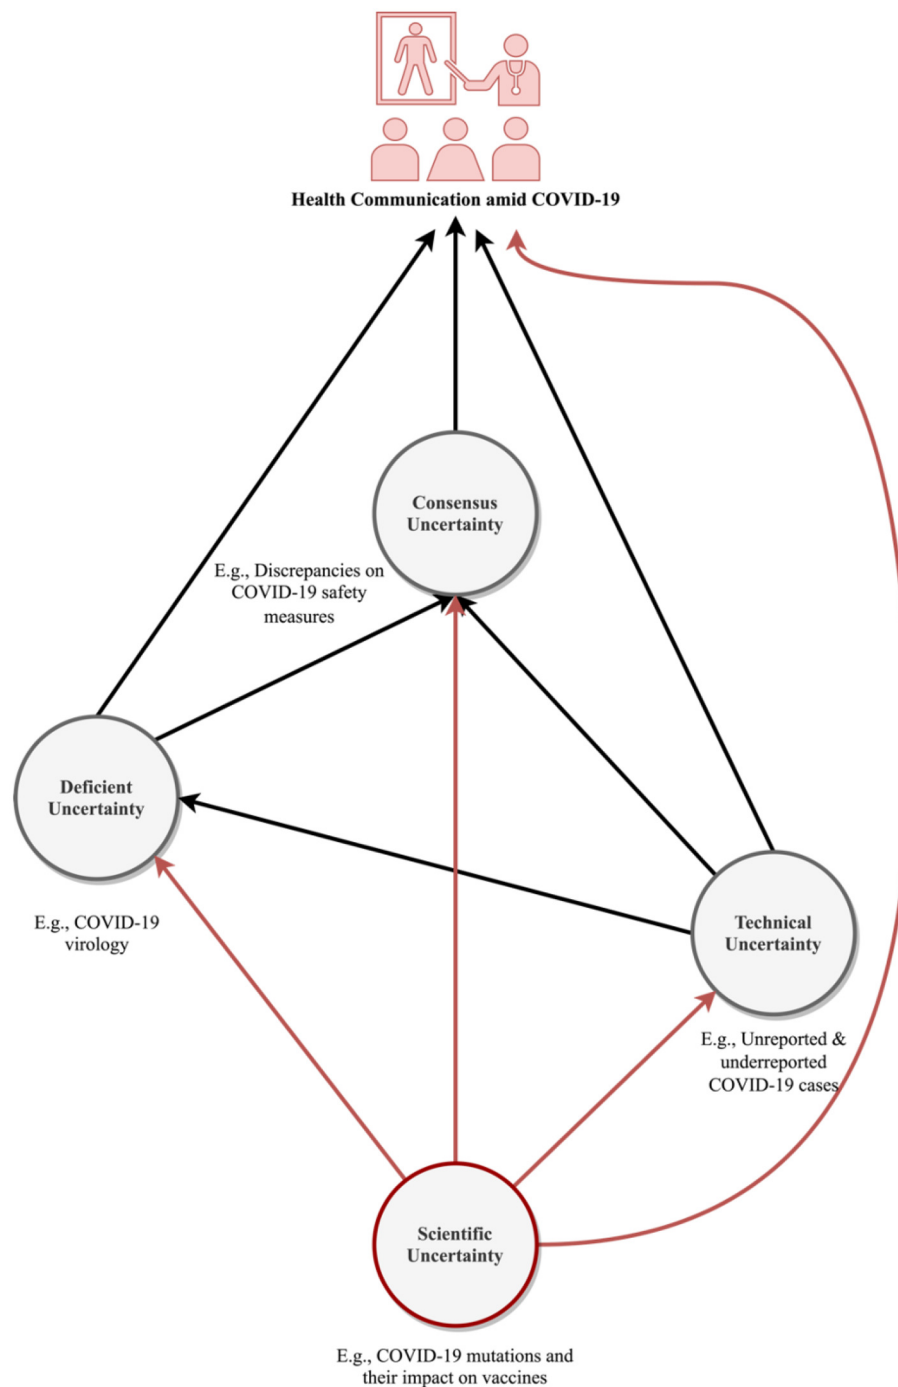 Health Communication amid COVID-19
Consensus
Uncertainty
E.g., Discrepancies on
COVID-19 safety
measures
Deficient
Uncertainty
E.g., COVID-19
virology
Technical
Uncertainty
E.g., Unreported &
underreported
COVID-19 cases
Scientific
Uncertainty
E.g., COVID-19 mutations and
their impact on vaccines